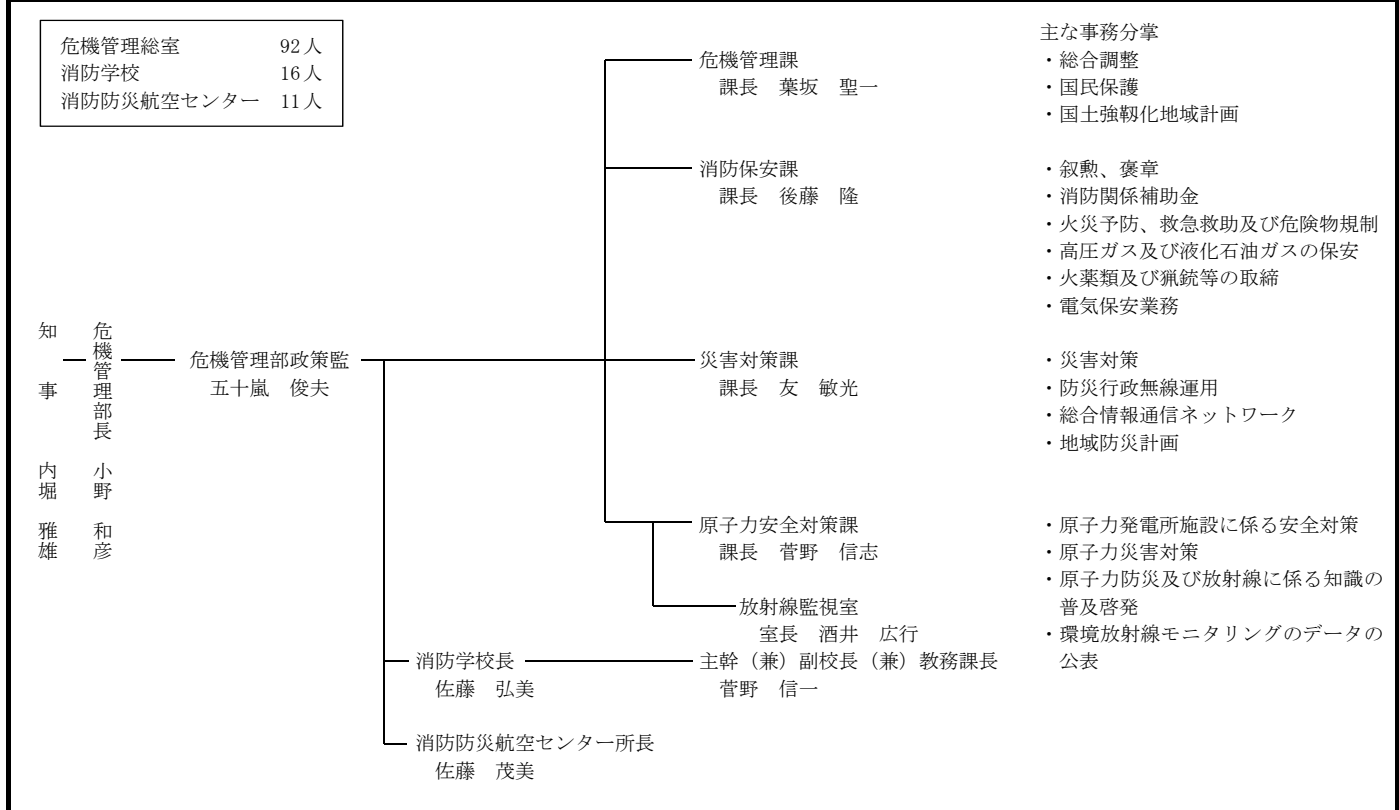 危機管理総室 92人
消防学校 16人
消防防災航空センター 11人
知事 内堀 雅雄
危機管理部長 小野 和彦
危機管理部政策監
五十嵐 俊夫
危機管理課
課長 葉坂 聖一
消防保安課
課長 後藤 隆
災害対策課
課長 友 敏光
原子力安全対策課
課長 菅野 信志
放射線監視室
室長 酒井 広行
消防学校長
佐藤 弘美
主幹（兼）副校長（兼）教務課長
菅野 信一
消防防災航空センター所長
佐藤 茂美
主な事務分掌
・総合調整
・国民保護
・国土強靱化地域計画
・叙勲、褒章
・消防関係補助金
・火災予防、救急救助及び危険物規制
・高圧ガス及び液化石油ガスの保安
・火薬類及び猟銃等の取締
・電気保安業務
・災害対策
・防災行政無線運用
・総合情報通信ネットワーク
・地域防災計画
・原子力発電所施設に係る安全対策
・原子力災害対策
・原子力防災及び放射線に係る知識の
普及啓発
・環境放射線モニタリングのデータの
公表